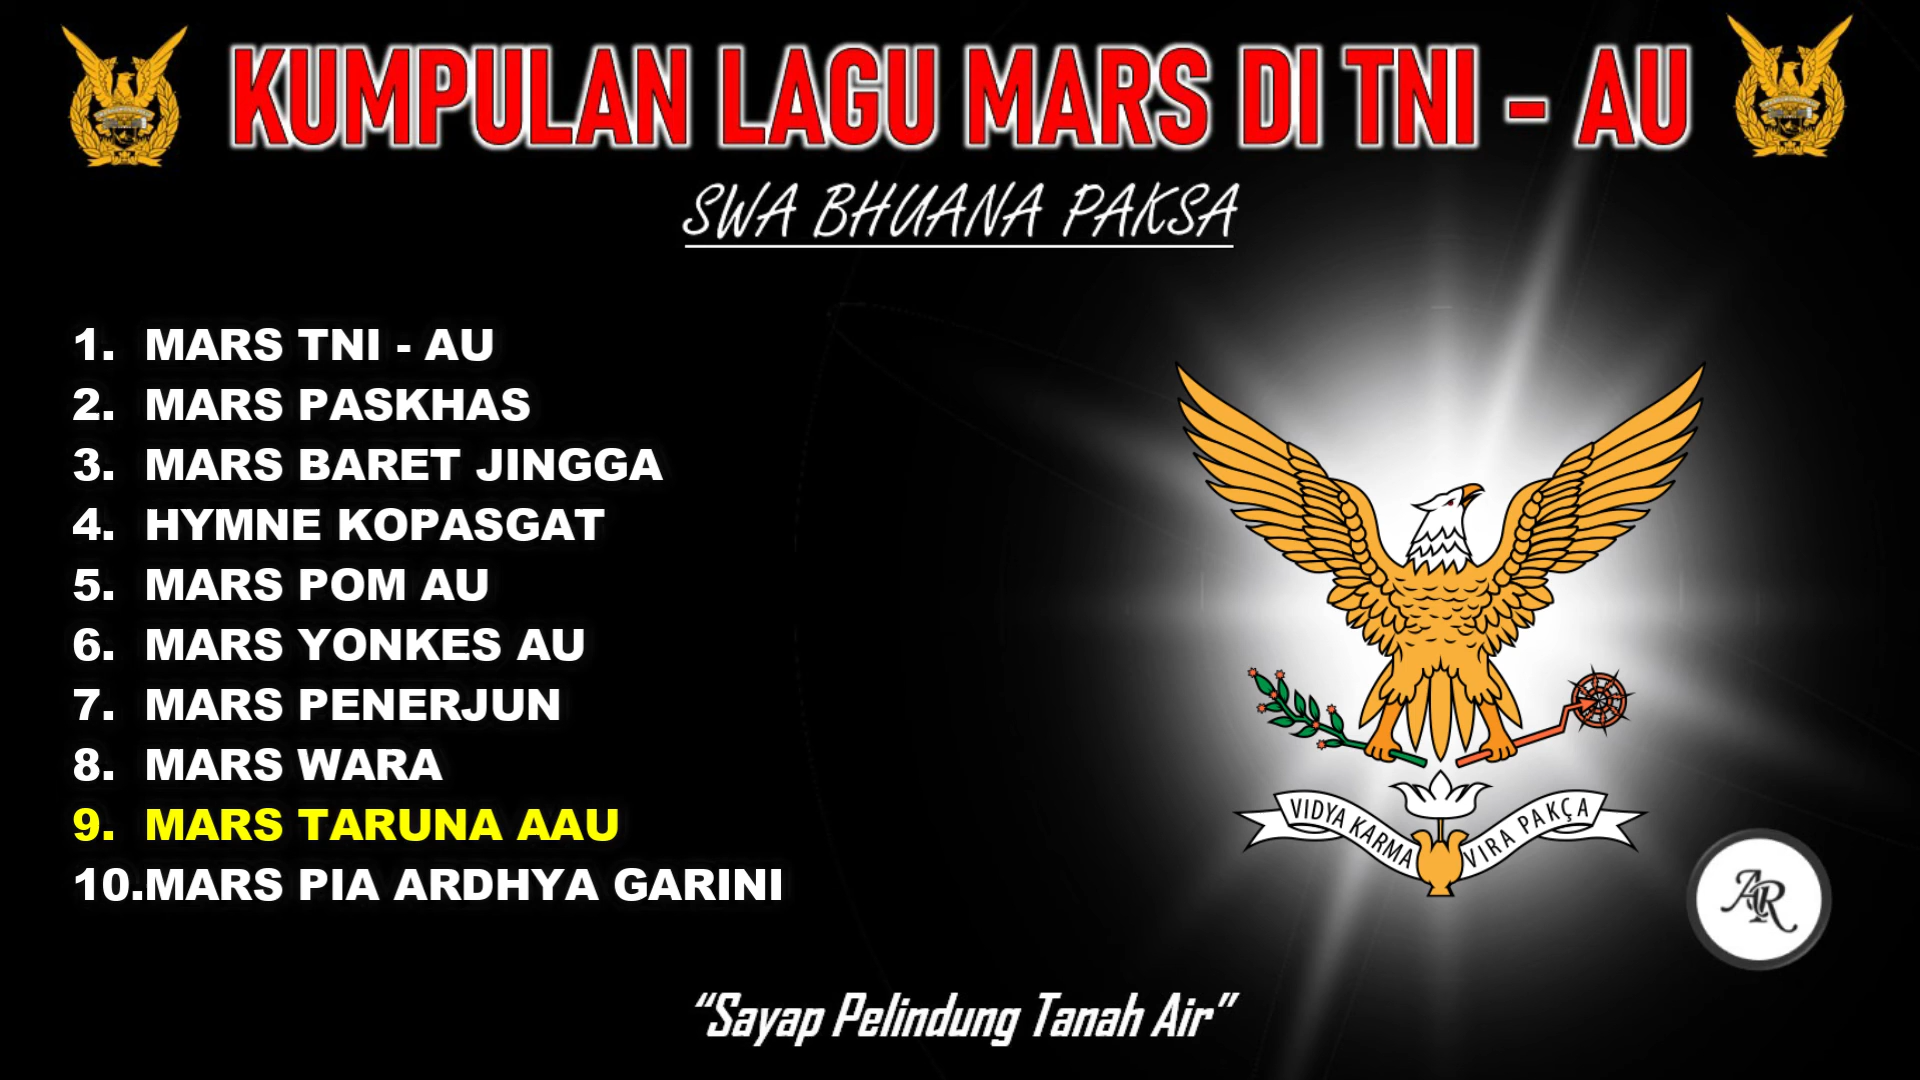 KUMPULAN LAGU MARS DI TNI - AU
SWA BHUANA PAKSA
1. MARS TNI - AU
2. MARS PASKHAS
3. MARS BARET JINGGA
4. HYMNE KOPASGAT
5. MARS POM AU
6. MARS YONKES AU
7. MARS PENERJUN
8. MARS WARA
9. MARS TARUNA AAU
10.MARS PIA ARDHYA GARINI
VIDYA KARMA VIRA PAKÇA
AR
“Sayap Pelindung Tanah Air”